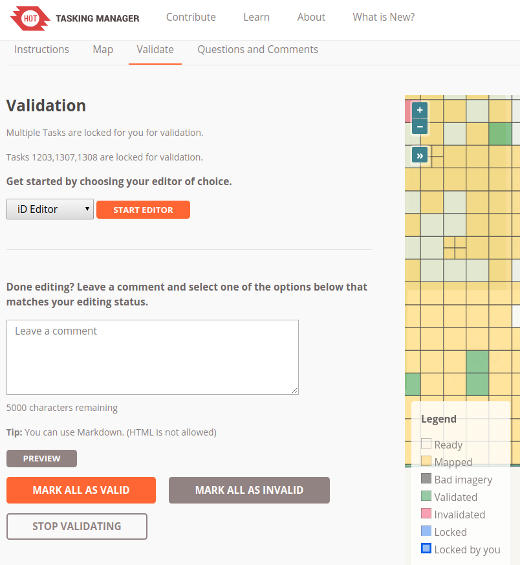 HOT TASKING MANAGER Contribute Learn About What is New?
Instructions Map Validate Questions and Comments
Validation
Multiple Tasks are locked for you for validation.
Tasks 1203,1307,1308 are locked for validation.
Get started by choosing your editor of choice.
iD Editor START EDITOR
Done editing? Leave a comment and select one of the options below that
matches your editing status.
Leave a comment
5000 characters remaining
Tip: You can use Markdown. (HTML is not allowed)
PREVIEW
MARK ALL AS VALID MARK ALL AS INVALID
STOP VALIDATING
+
−
»
Legend
Ready
Mapped
Bad imagery
Validated
Invalidated
Locked
Locked by you